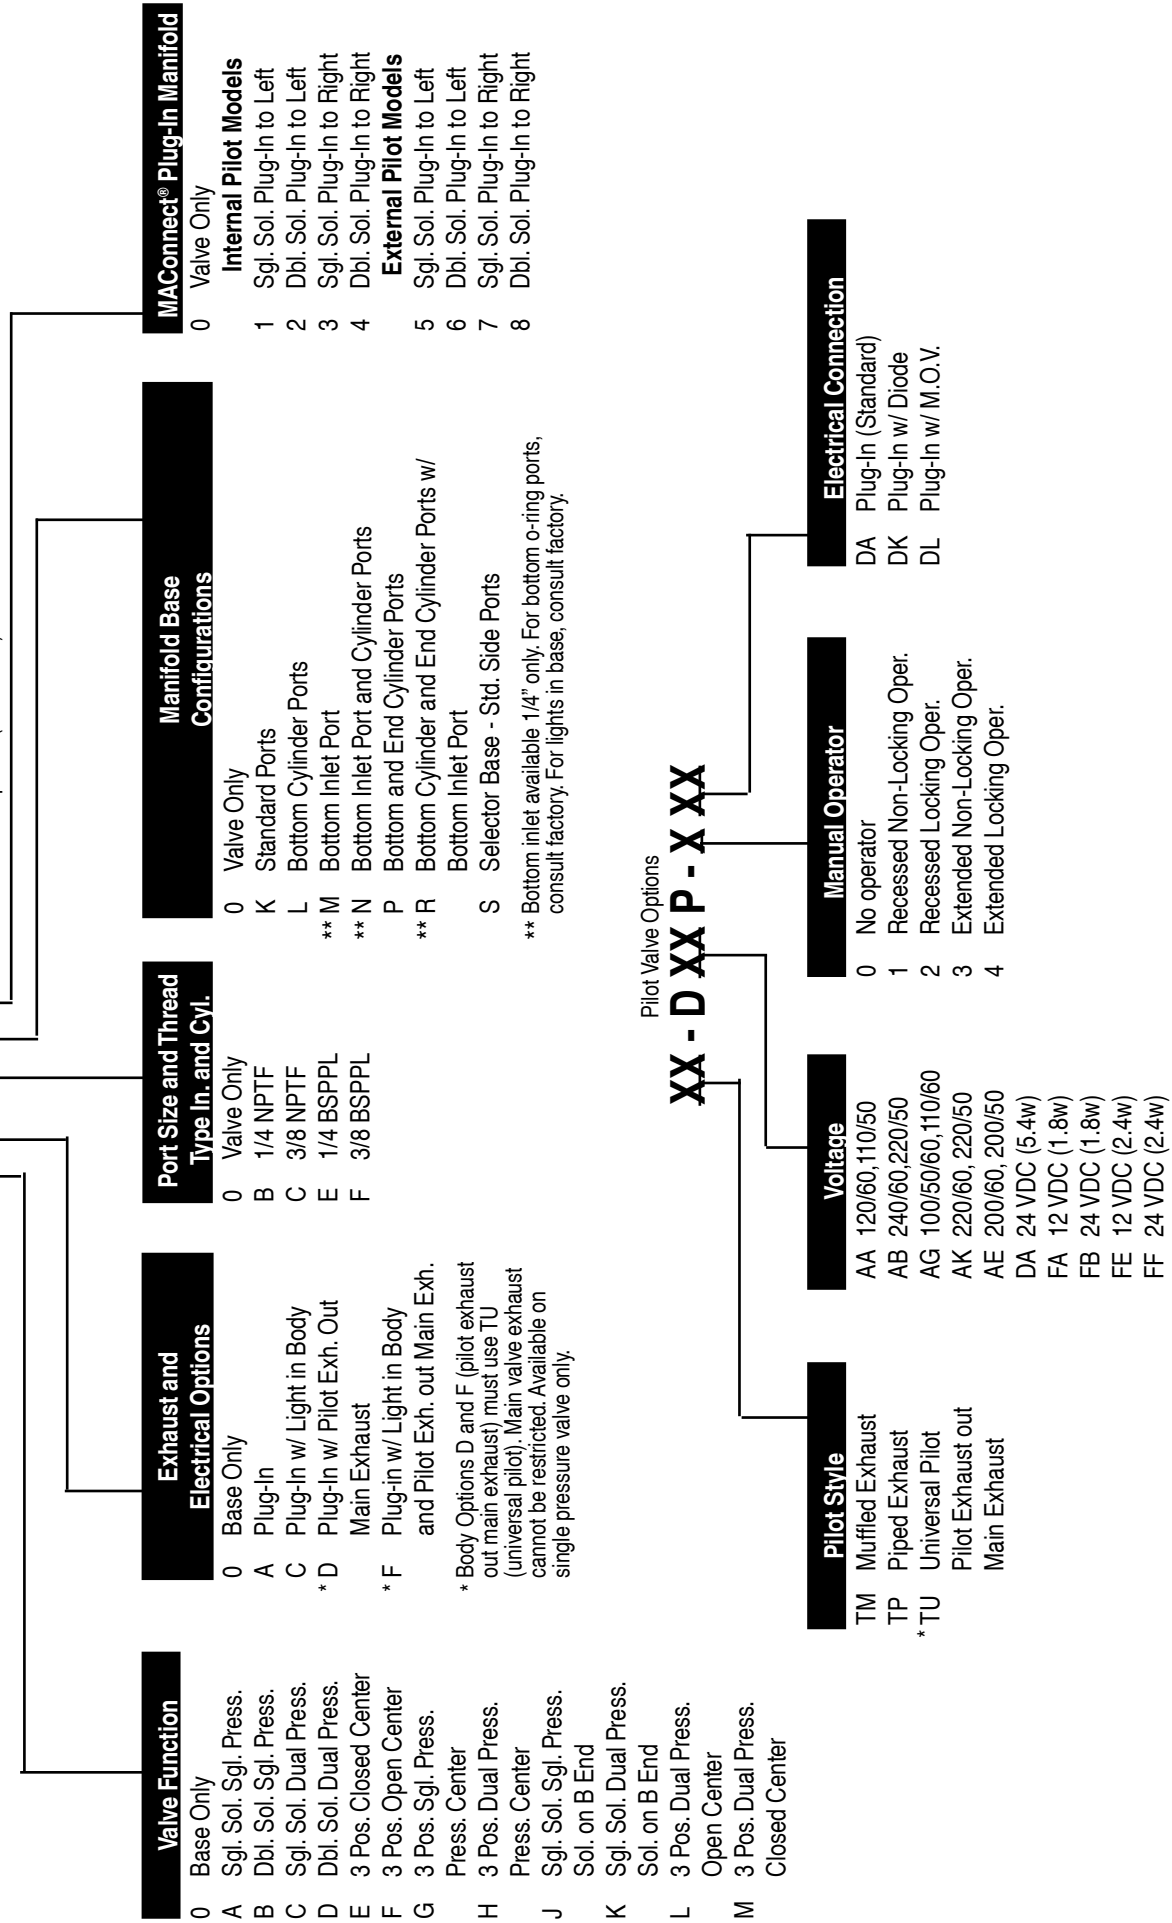 Valve Function
0 Base Only
A Sgl. Sol. Sgl. Press.
B Dbl. Sol. Sgl. Press.
C Sgl. Sol. Dual Press.
D Dbl. Sol. Dual Press.
E 3 Pos. Closed Center
F 3 Pos. Open Center
G 3 Pos. Sgl. Press.
Press. Center
H 3 Pos. Dual Press.
Press. Center
J Sgl. Sol. Sgl. Press.
Sol. on B End
K Sgl. Sol. Dual Press.
Sol. on B End
L 3 Pos. Dual Press.
Open Center
M 3 Pos. Dual Press.
Closed Center
Exhaust and
Electrical Options
0 Base Only
A Plug-In
C Plug-In w/ Light in Body
* D Plug-In w/ Pilot Exh. Out
Main Exhaust
* F Plug-in w/ Light in Body
and Pilot Exh. out Main Exh.
* Body Options D and F (pilot exhaust
out main exhaust) must use TU
(universal pilot). Main valve exhaust
cannot be restricted. Available on
single pressure valve only.
Port Size and Thread
Type In. and Cyl.
0 Valve Only
B 1/4 NPTF
C 3/8 NPTF
E 1/4 BSPPL
F 3/8 BSPPL
Manifold Base
Configurations
0 Valve Only
K Standard Ports
L Bottom Cylinder Ports
** M Bottom Inlet Port
** N Bottom Inlet Port and Cylinder Ports
P Bottom and End Cylinder Ports
** R Bottom Cylinder and End Cylinder Ports w/
Bottom Inlet Port
S Selector Base - Std. Side Ports
** Bottom inlet available 1/4” only. For bottom o-ring ports,
consult factory. For lights in base, consult factory.
MAConnect® Plug-In Manifold
0 Valve Only
Internal Pilot Models
1 Sgl. Sol. Plug-In to Left
2 Dbl. Sol. Plug-In to Left
3 Sgl. Sol. Plug-In to Right
4 Dbl. Sol. Plug-In to Right
External Pilot Models
5 Sgl. Sol. Plug-In to Left
6 Dbl. Sol. Plug-In to Left
7 Sgl. Sol. Plug-In to Right
8 Dbl. Sol. Plug-In to Right
Pilot Valve Options
XX - D XX P - X XX
Pilot Style
TM Muffled Exhaust
TP Piped Exhaust
* TU Universal Pilot
Pilot Exhaust out
Main Exhaust
Voltage
AA 120/60,110/50
AB 240/60,220/50
AG 100/50/60,110/60
AK 220/60, 220/50
AE 200/60, 200/50
DA 24 VDC (5.4w)
FA 12 VDC (1.8w)
FB 24 VDC (1.8w)
FE 12 VDC (2.4w)
FF 24 VDC (2.4w)
Manual Operator
0 No operator
1 Recessed Non-Locking Oper.
2 Recessed Locking Oper.
3 Extended Non-Locking Oper.
4 Extended Locking Oper.
Electrical Connection
DA Plug-In (Standard)
DK Plug-In w/ Diode
DL Plug-In w/ M.O.V.